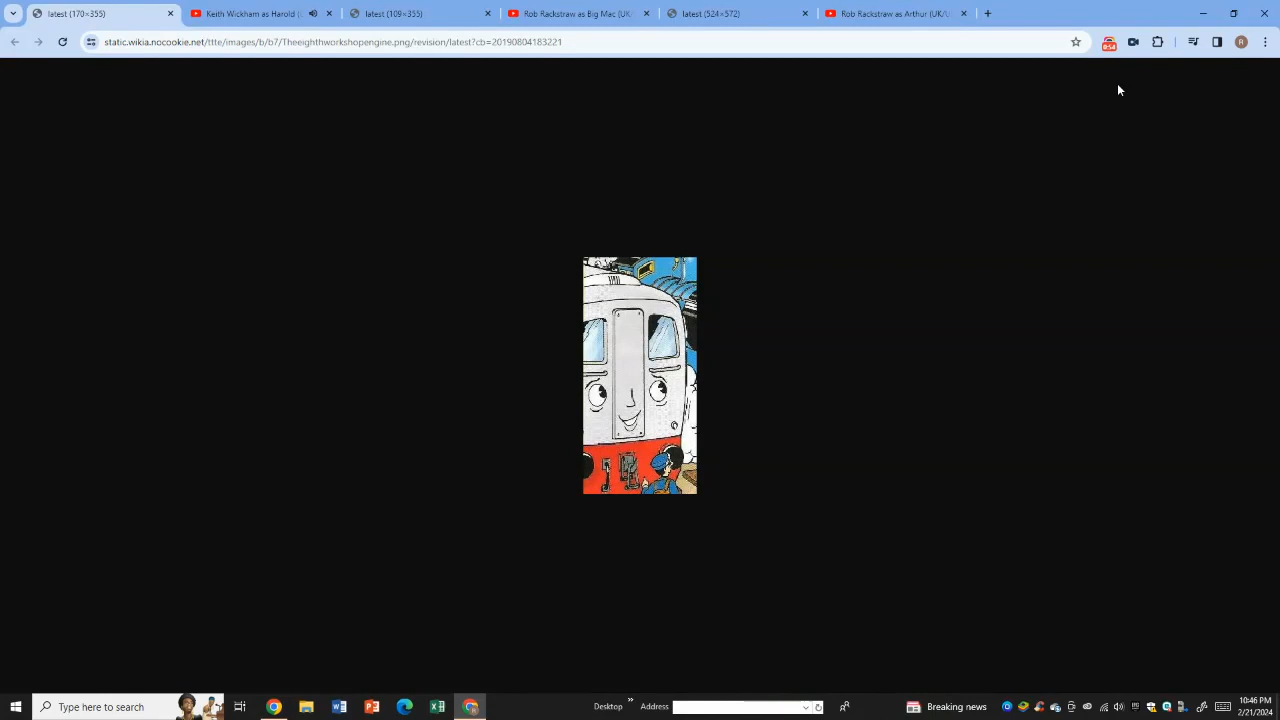 latest (170×355)
Keith Wickham as Harold (
latest (109×355)
Rob Rackstraw as Big Mac (UK/
latest (524×572)
Rob Rackstraw as Arthur (UK/U
static.wikia.nocookie.net/ttte/images/b/b7/Theeighthworkshopengine.png/revision/latest?cb=20190804183221
0:54
R
Type here to search
Desktop
Address
Breaking news
10:46 PM
2/21/2024